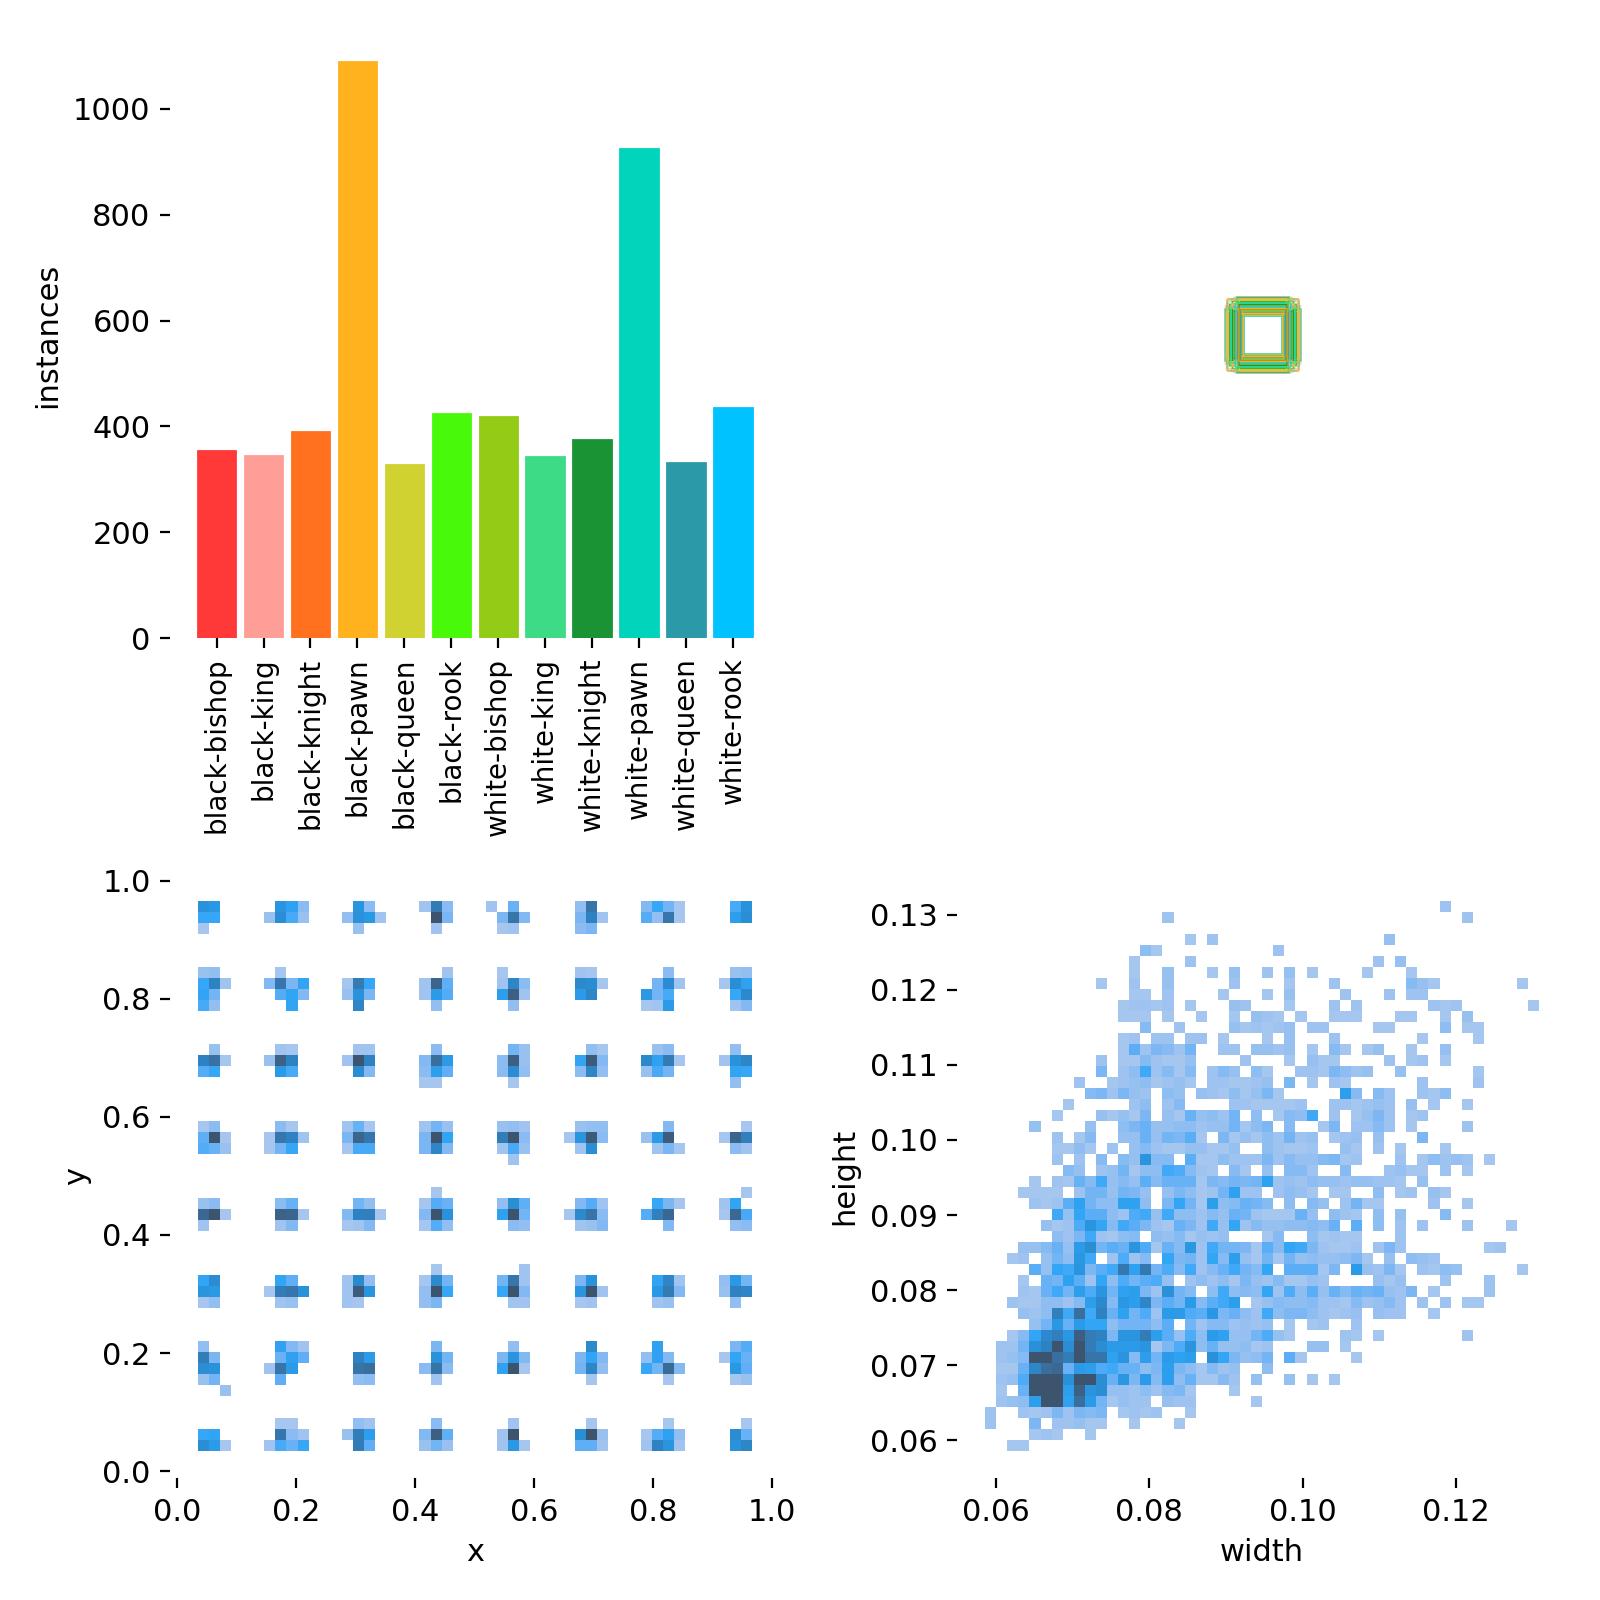 1000
800
600
400
200
0
instances
black-bishop
black-king
black-knight
black-pawn
black-queen
black-rook
white-bishop
white-king
white-knight
white-pawn
white-queen
white-rook
1.0
0.8
0.6
0.4
0.2
0.0
y
0.0 0.2 0.4 0.6 0.8 1.0
x
0.13
0.12
0.11
0.10
0.09
0.08
0.07
0.06
height
0.06 0.08 0.10 0.12
width